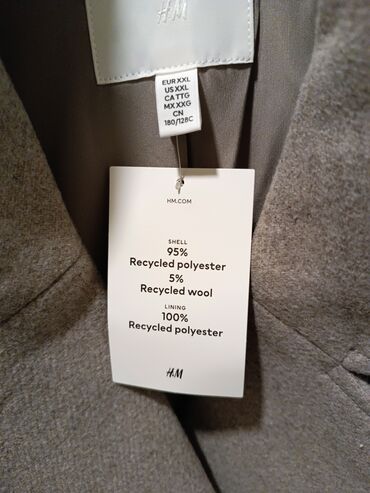 H&M
EUR XXL
US XXL
CA TTG
MX XXG
CN
180/128C
HM.COM
SHELL
95%
Recycled polyester
5%
Recycled wool
LINING
100%
Recycled polyester
H&M